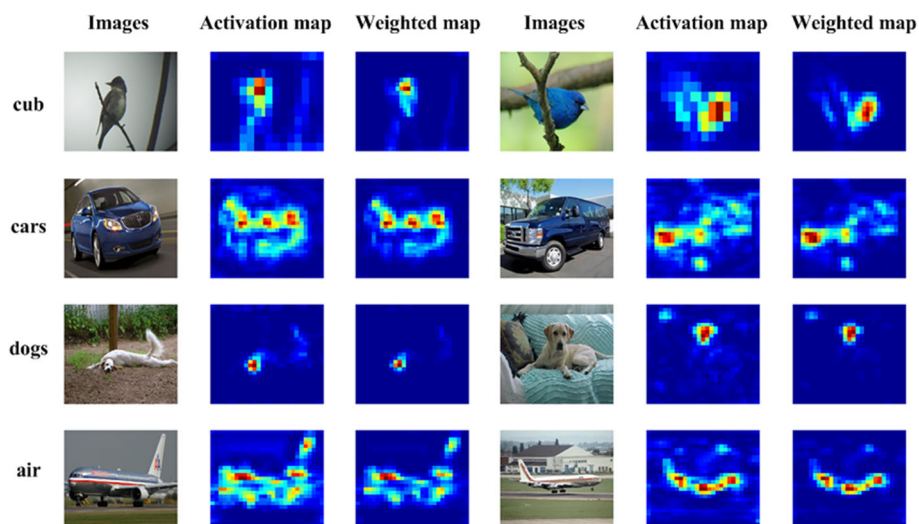 Images Activation map Weighted map Images Activation map Weighted map
cub
cars
dogs
air